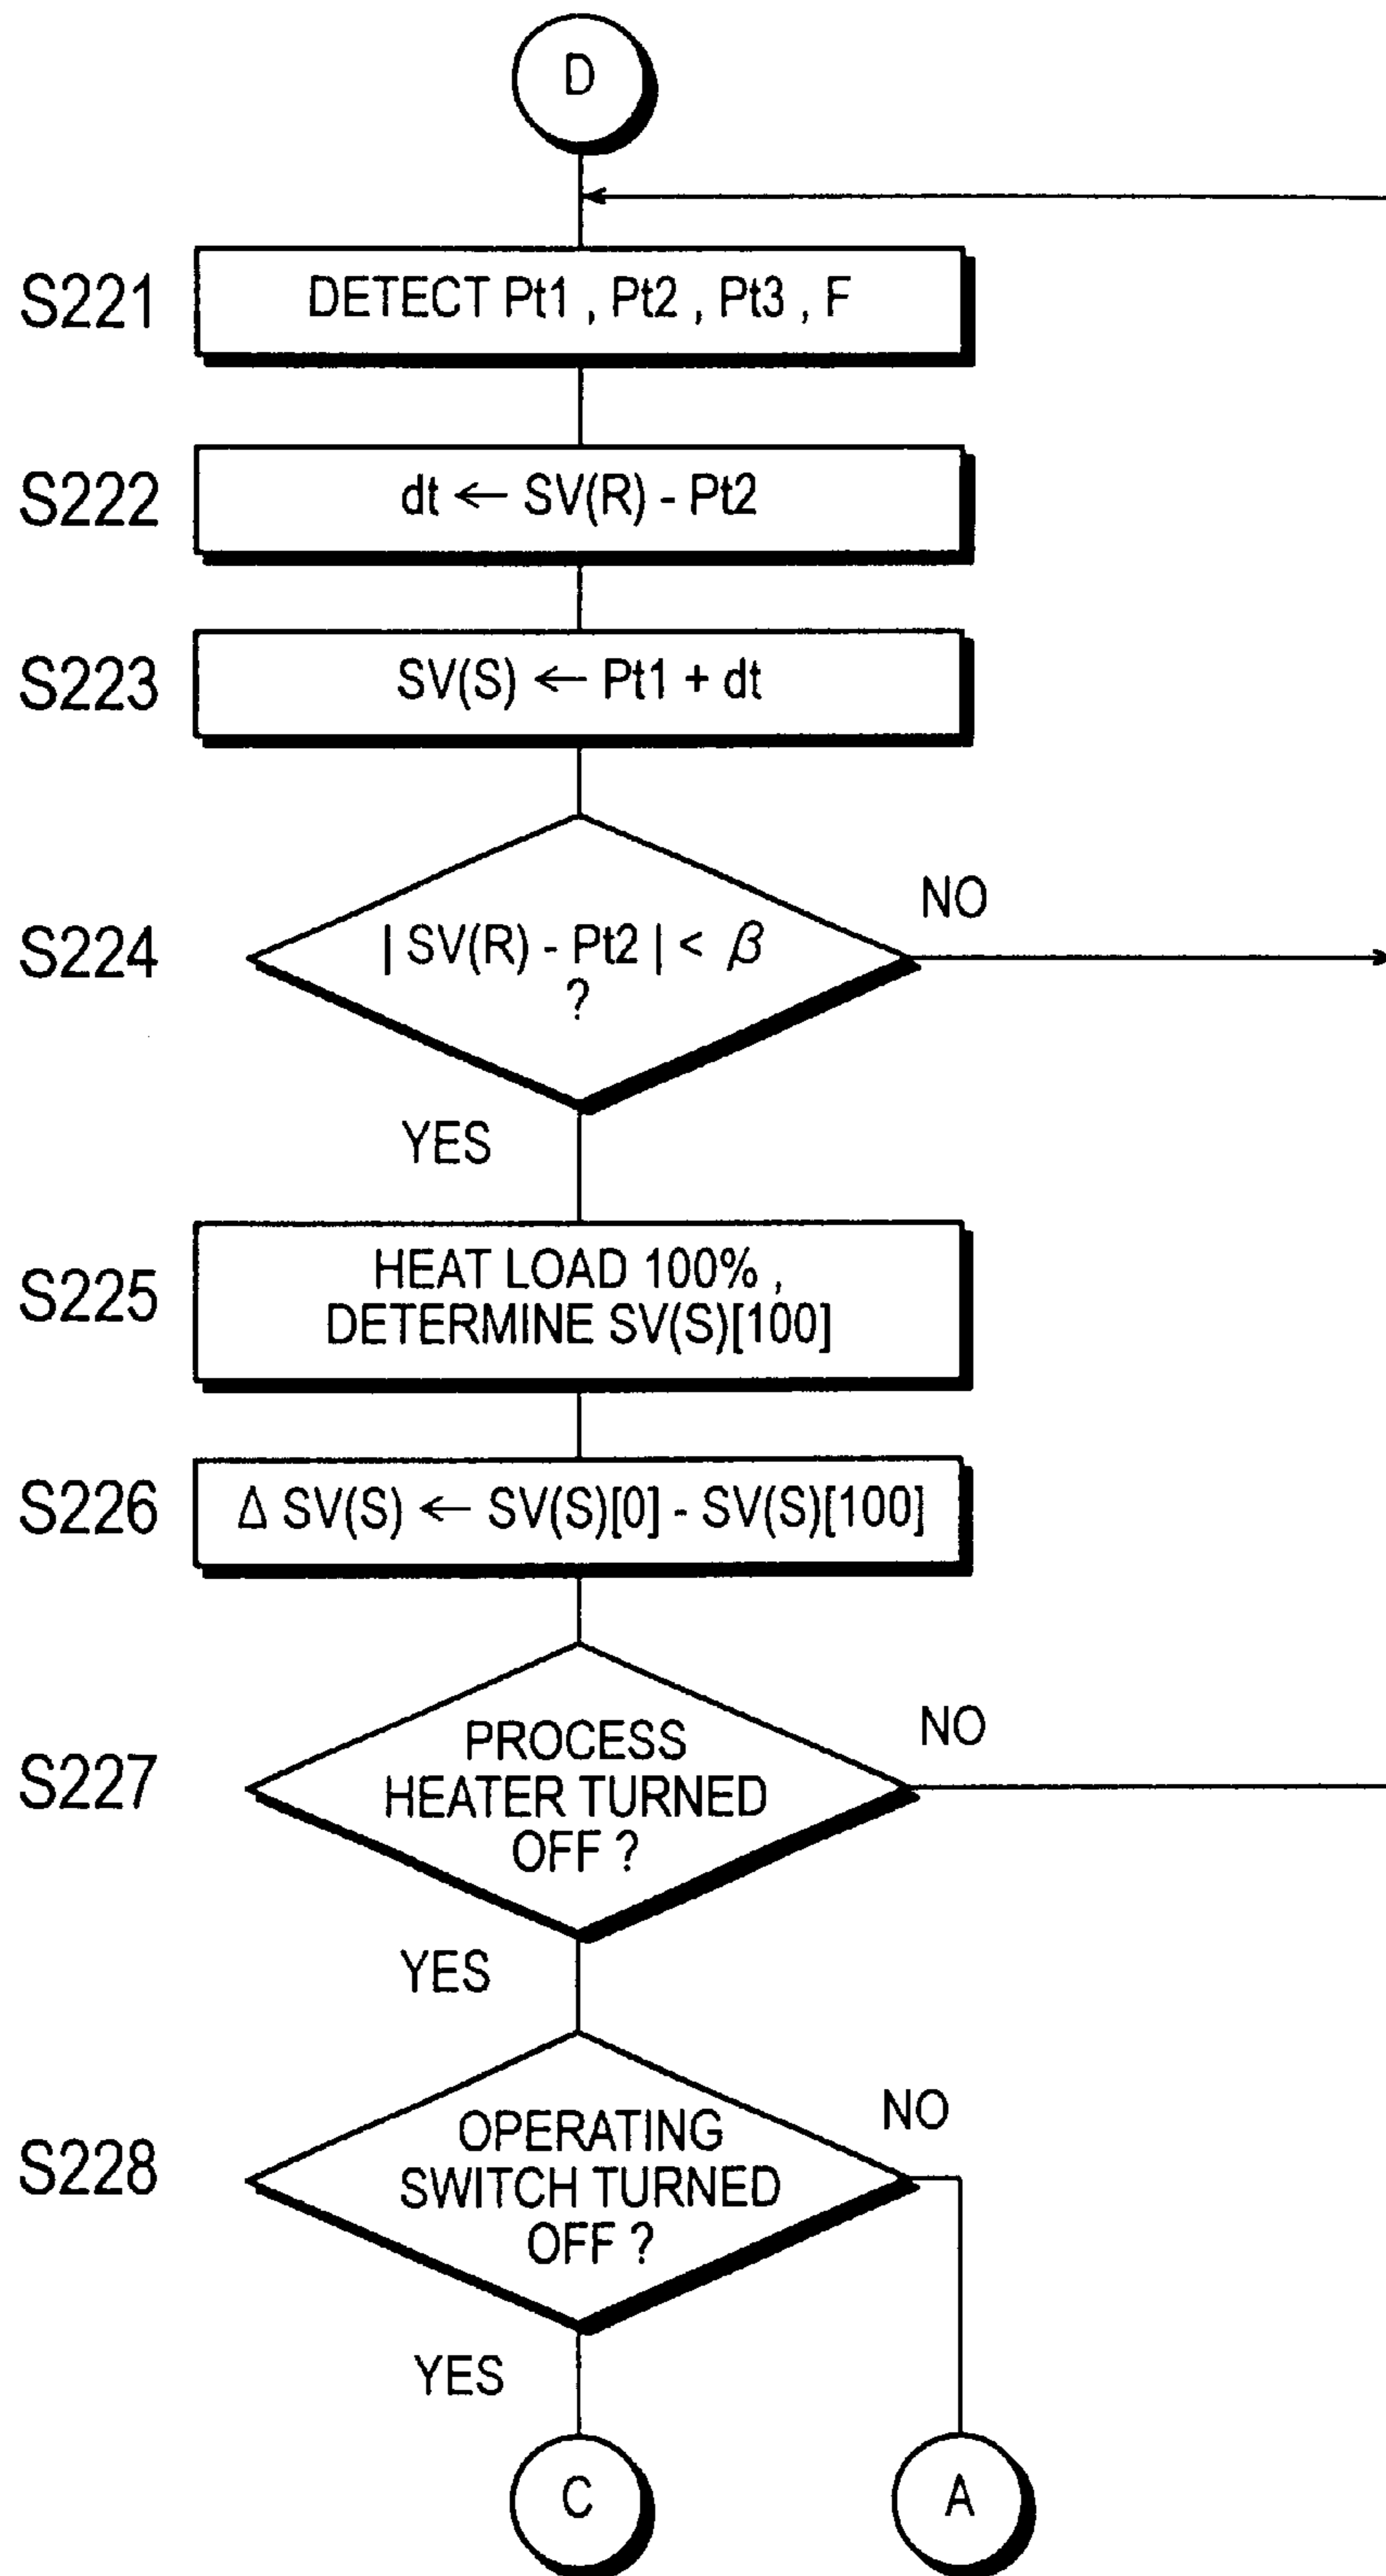 D
S221
DETECT Pt1 , Pt2 , Pt3 , F
S222
dt ← SV(R) - Pt2
S223
SV(S) ← Pt1 + dt
S224
| SV(R) - Pt2 | < β
?
NO
YES
S225
HEAT LOAD 100% ,
DETERMINE SV(S)[100]
S226
Δ SV(S) ← SV(S)[0] - SV(S)[100]
S227
PROCESS
HEATER TURNED
OFF ?
NO
YES
S228
OPERATING
SWITCH TURNED
OFF ?
NO
YES
C
A